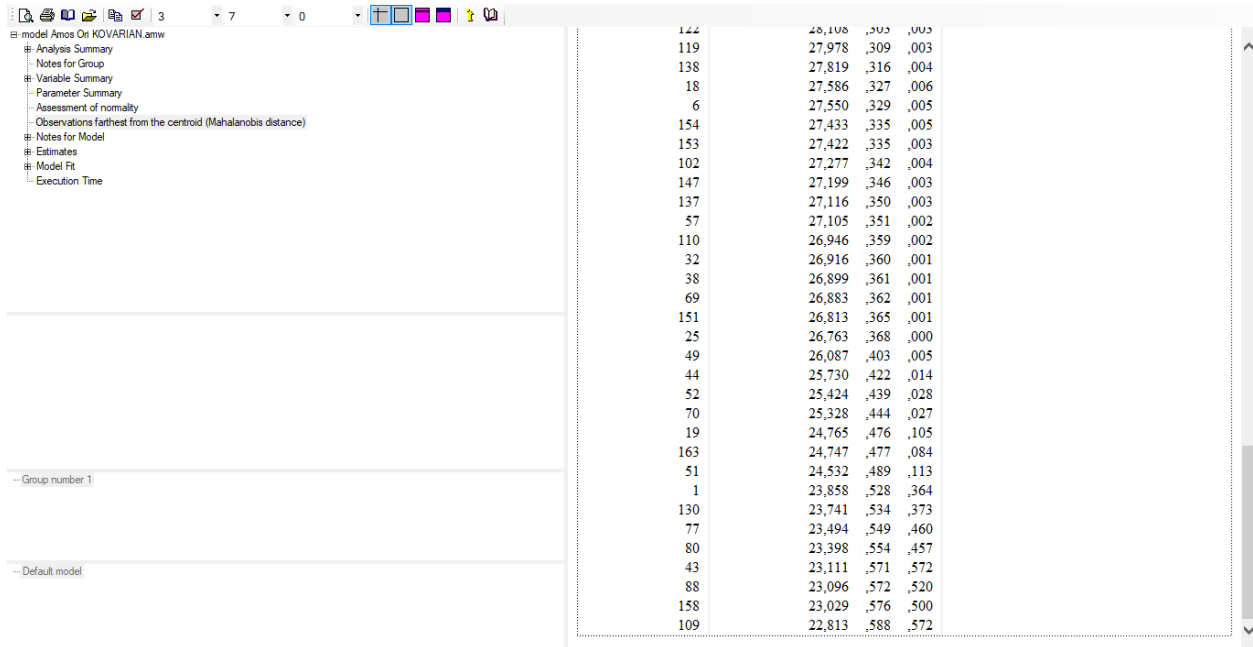 3 7 0
model Amos Ori KOVARIAN.amw
Analysis Summary
Notes for Group
Variable Summary
Parameter Summary
Assessment of normality
Observations farthest from the centroid (Mahalanobis distance)
Notes for Model
Estimates
Model Fit
Execution Time
Group number 1
Default model
122 28,108 ,303 ,003
119 27,978 ,309 ,003
138 27,819 ,316 ,004
18 27,586 ,327 ,006
6 27,550 ,329 ,005
154 27,433 ,335 ,005
153 27,422 ,335 ,003
102 27,277 ,342 ,004
147 27,199 ,346 ,003
137 27,116 ,350 ,003
57 27,105 ,351 ,002
110 26,946 ,359 ,002
32 26,916 ,360 ,001
38 26,899 ,361 ,001
69 26,883 ,362 ,001
151 26,813 ,365 ,001
25 26,763 ,368 ,000
49 26,087 ,403 ,005
44 25,730 ,422 ,014
52 25,424 ,439 ,028
70 25,328 ,444 ,027
19 24,765 ,476 ,105
163 24,747 ,477 ,084
51 24,532 ,489 ,113
1 23,858 ,528 ,364
130 23,741 ,534 ,373
77 23,494 ,549 ,460
80 23,398 ,554 ,457
43 23,111 ,571 ,572
88 23,096 ,572 ,520
158 23,029 ,576 ,500
109 22,813 ,588 ,572